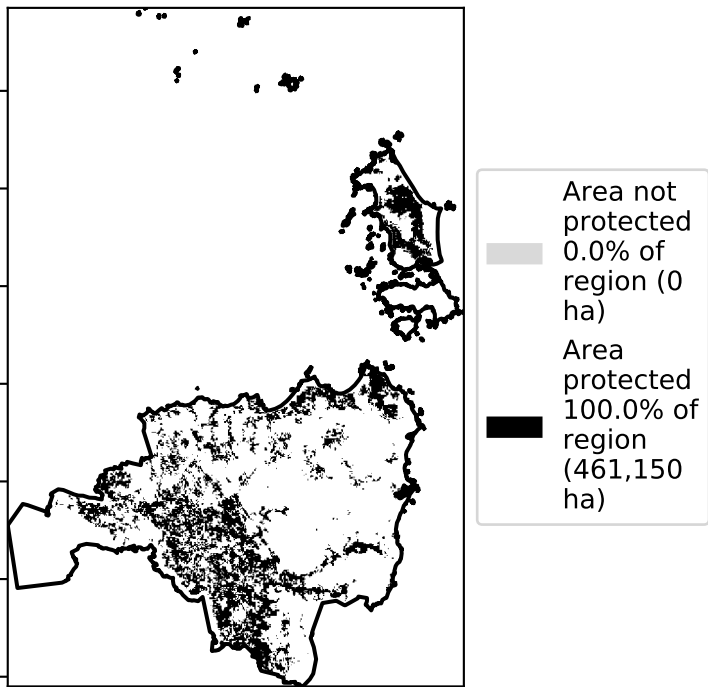 Area not
protected
0.0% of
region (0
ha)
Area
protected
100.0% of
region
(461,150
ha)